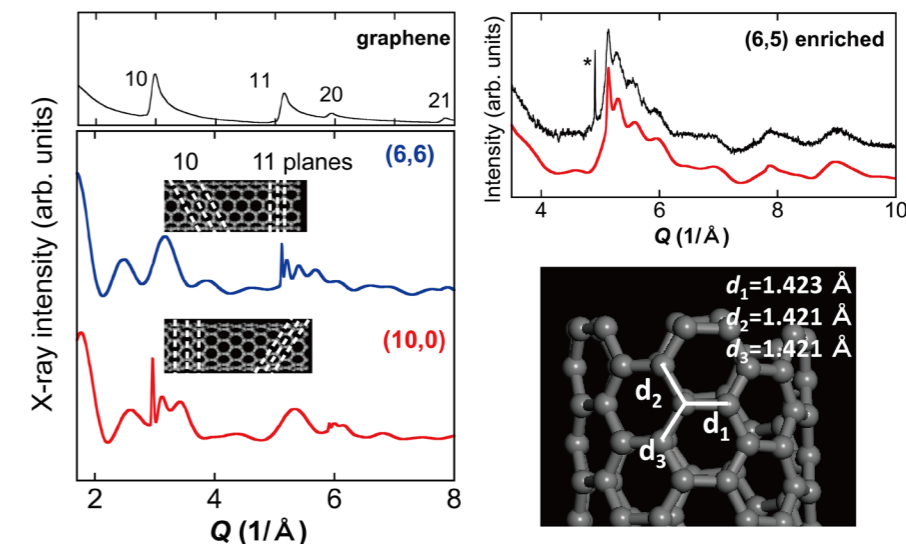 graphene
10
11
20
21
(6,6)
10
11 planes
(10,0)
X-ray intensity (arb. units)
2
4
6
8
Q (1/Å)
(6,5) enriched
*
Intensity (arb. units)
4
6
8
10
Q (1/Å)
d1=1.423 Å
d2=1.421 Å
d3=1.421 Å
d2
d1
d3